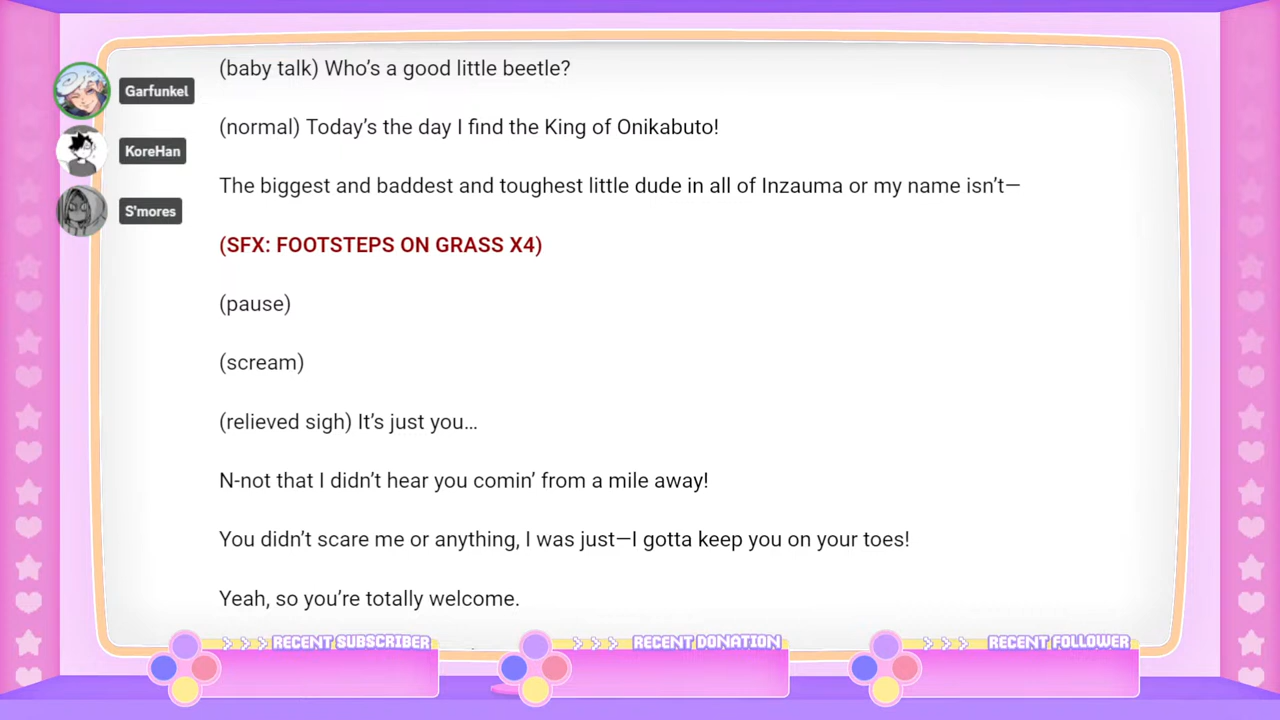 (baby talk) Who's a good little beetle?
Garfunkel
(normal) Today's the day I find the King of Onikabuto!
KoreHan
The biggest and baddest and toughest little dude in all of Inzauma or my name isn't—
S'mores
(SFX: FOOTSTEPS ON GRASS X4)
(pause)
(scream)
(relieved sigh) It's just you…
N-not that I didn't hear you comin' from a mile away!
You didn't scare me or anything, I was just—I gotta keep you on your toes!
Yeah, so you're totally welcome.
> > > RECENT SUBSCRIBER
> > > RECENT DONATION
> > > RECENT FOLLOWER